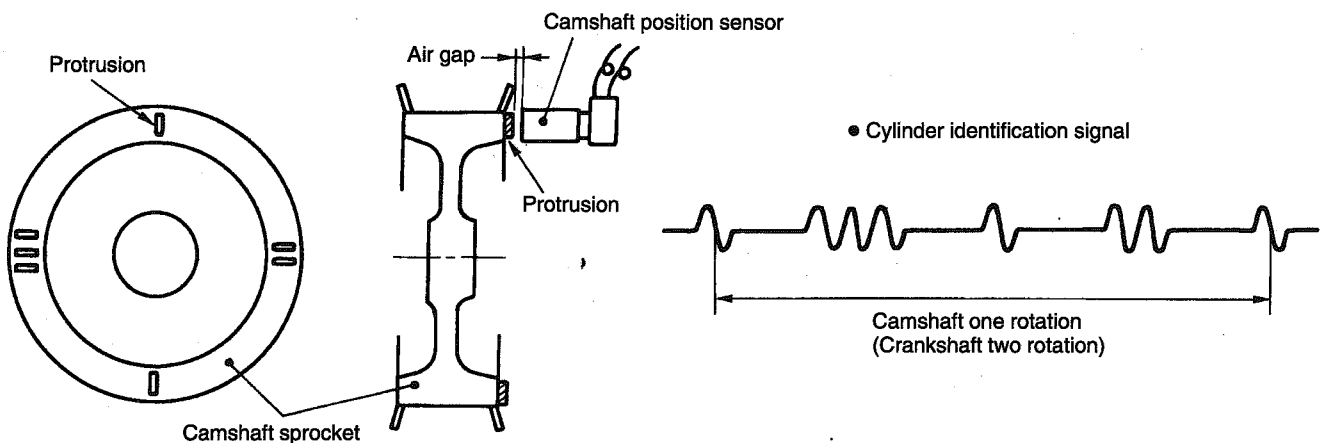 Camshaft position sensor
Air gap
Protrusion
Protrusion
Camshaft sprocket
Cylinder identification signal
Camshaft one rotation
(Crankshaft two rotation)